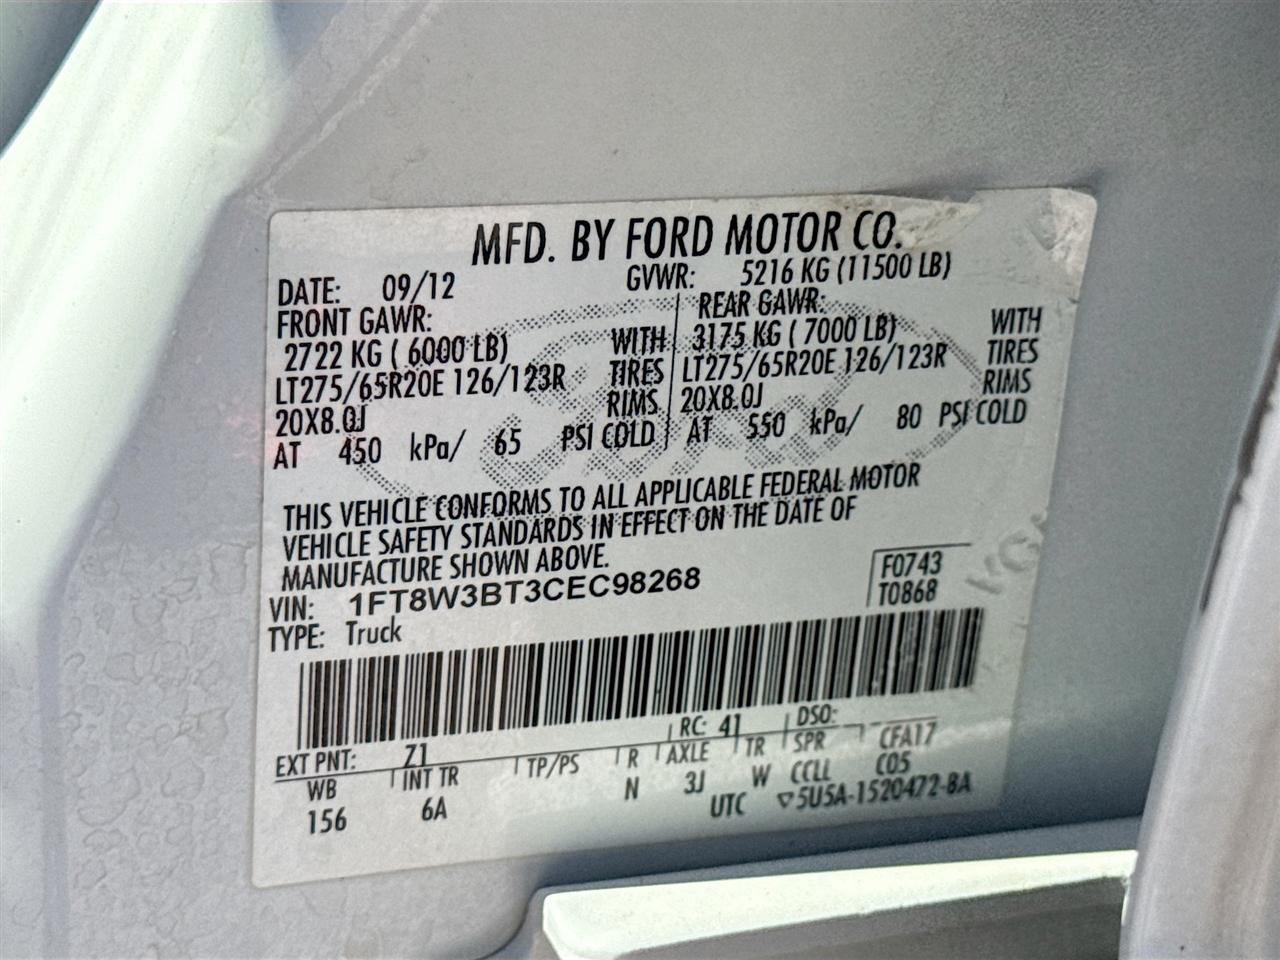 MFD. BY FORD MOTOR CO.
DATE: 09/12 GVWR: 5216 KG (11500 LB)
FRONT GAWR: REAR GAWR:
2722 KG ( 6000 LB) WITH 3175 KG ( 7000 LB) WITH
LT275/65R20E 126/123R TIRES LT275/65R20E 126/123R TIRES
20X8.0J RIMS 20X8.0J RIMS
AT 450 kPa/ 65 PSI COLD AT 550 kPa/ 80 PSI COLD
THIS VEHICLE CONFORMS TO ALL APPLICABLE FEDERAL MOTOR
VEHICLE SAFETY STANDARDS IN EFFECT ON THE DATE OF
MANUFACTURE SHOWN ABOVE.
VIN: 1FT8W3BT3CEC98268 F0743
TYPE: Truck T0868
EXT PNT: Z1 RC: 41 DSO:
WB INT TR TP/PS R AXLE TR SPR CFA17
156 6A N 3J W CCLL C05
UTC ▽5U5A-1520472-BA